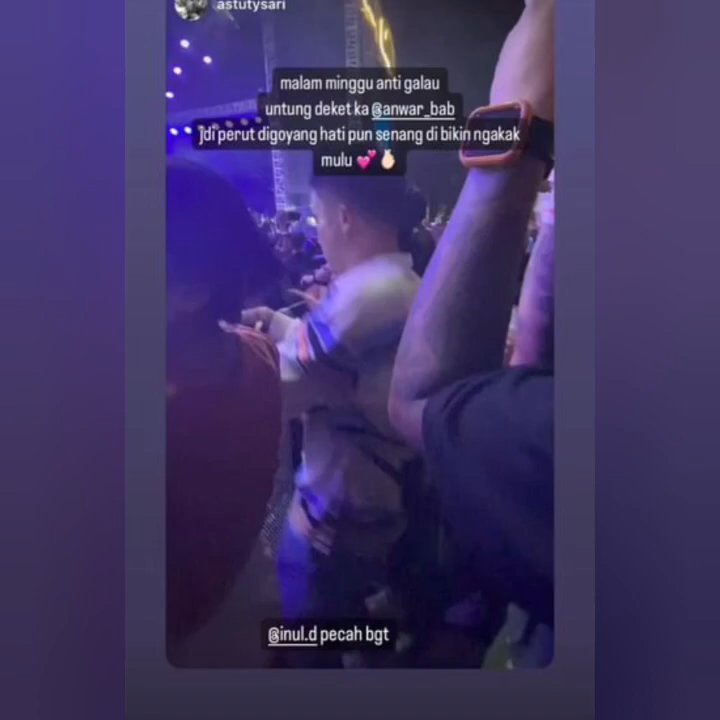 astutysari
malam minggu anti galau
untung deket ka @anwar_bab
jdi perut digoyang hati pun senang di bikin ngakak
mulu 💕🫰🏻
@inul.d pecah bgt